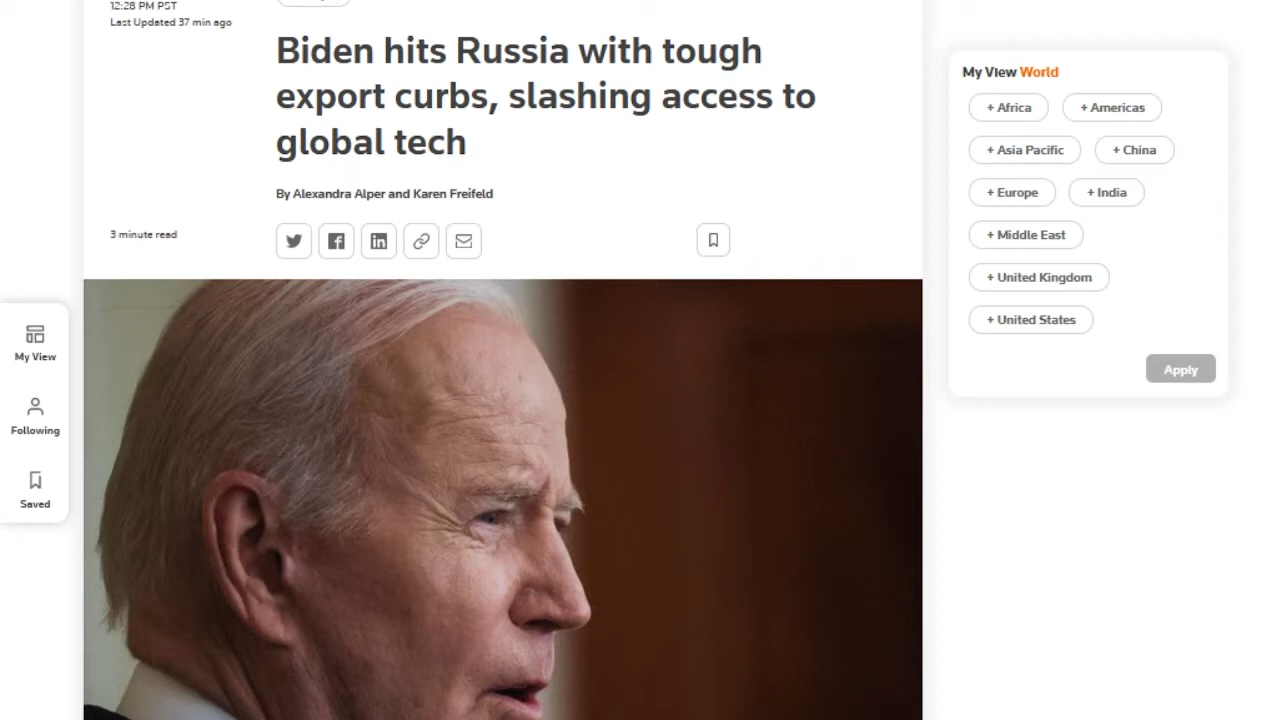 12:28 PM PST
Last Updated 37 min ago
Biden hits Russia with tough
export curbs, slashing access to
global tech
By Alexandra Alper and Karen Freifeld
3 minute read
My View World
+ Africa
+ Americas
+ Asia Pacific
+ China
+ Europe
+ India
+ Middle East
+ United Kingdom
+ United States
Apply
My View
Following
Saved